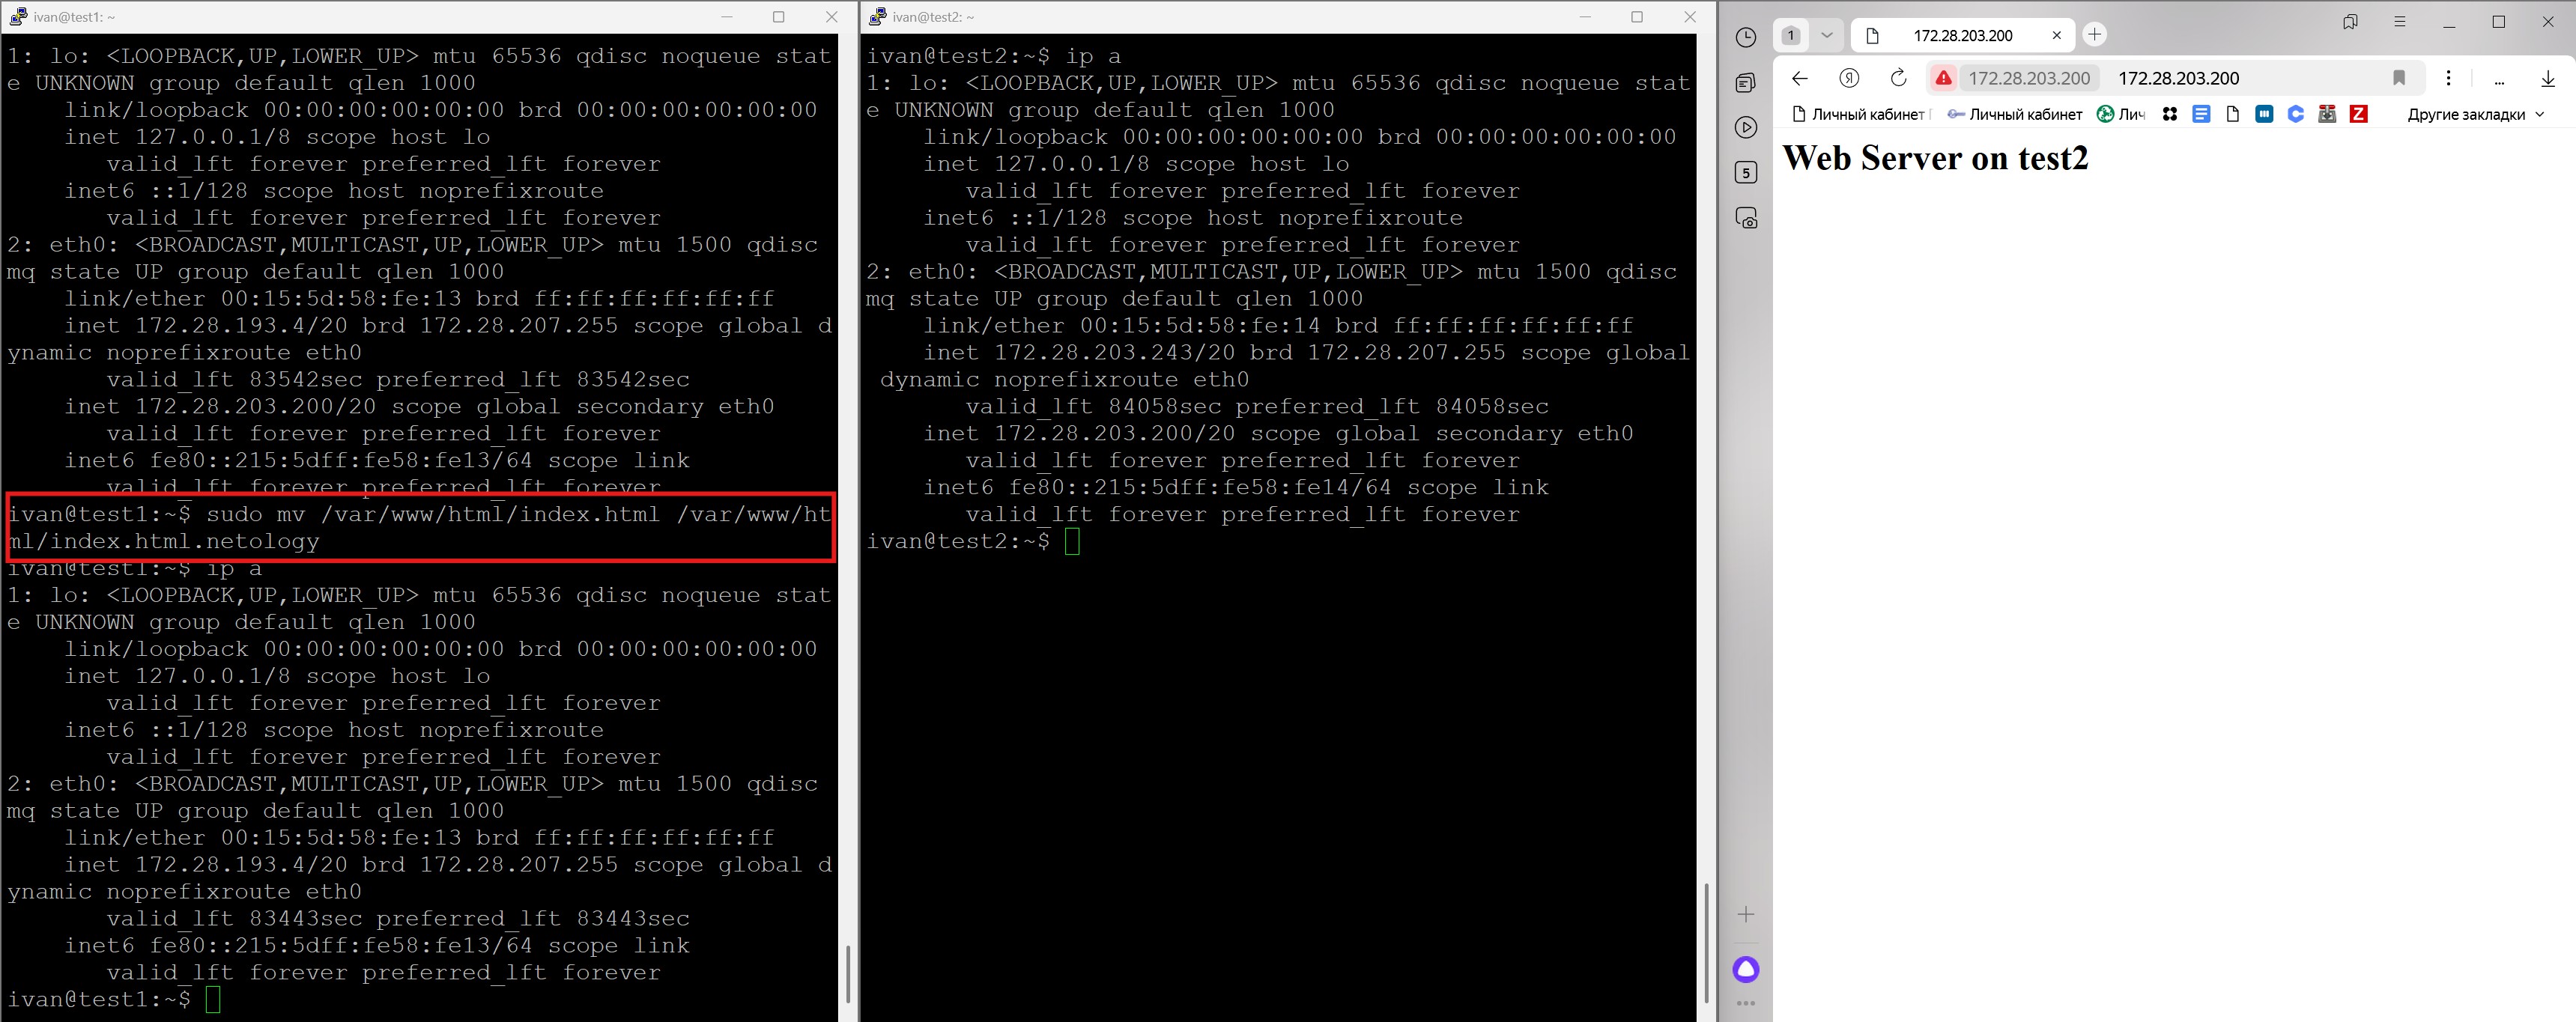 ivan@test1: ~
1: lo: <LOOPBACK,UP,LOWER_UP> mtu 65536 qdisc noqueue stat
e UNKNOWN group default qlen 1000
    link/loopback 00:00:00:00:00:00 brd 00:00:00:00:00:00
    inet 127.0.0.1/8 scope host lo
       valid_lft forever preferred_lft forever
    inet6 ::1/128 scope host noprefixroute
       valid_lft forever preferred_lft forever
2: eth0: <BROADCAST,MULTICAST,UP,LOWER_UP> mtu 1500 qdisc
mq state UP group default qlen 1000
    link/ether 00:15:5d:58:fe:13 brd ff:ff:ff:ff:ff:ff
    inet 172.28.193.4/20 brd 172.28.207.255 scope global d
ynamic noprefixroute eth0
       valid_lft 83542sec preferred_lft 83542sec
    inet 172.28.203.200/20 scope global secondary eth0
       valid_lft forever preferred_lft forever
    inet6 fe80::215:5dff:fe58:fe13/64 scope link
       valid_lft forever preferred_lft forever
ivan@test1:~$ sudo mv /var/www/html/index.html /var/www/ht
ml/index.html.netology
ivan@test1:~$ ip a
1: lo: <LOOPBACK,UP,LOWER_UP> mtu 65536 qdisc noqueue stat
e UNKNOWN group default qlen 1000
    link/loopback 00:00:00:00:00:00 brd 00:00:00:00:00:00
    inet 127.0.0.1/8 scope host lo
       valid_lft forever preferred_lft forever
    inet6 ::1/128 scope host noprefixroute
       valid_lft forever preferred_lft forever
2: eth0: <BROADCAST,MULTICAST,UP,LOWER_UP> mtu 1500 qdisc
mq state UP group default qlen 1000
    link/ether 00:15:5d:58:fe:13 brd ff:ff:ff:ff:ff:ff
    inet 172.28.193.4/20 brd 172.28.207.255 scope global d
ynamic noprefixroute eth0
       valid_lft 83443sec preferred_lft 83443sec
    inet6 fe80::215:5dff:fe58:fe13/64 scope link
       valid_lft forever preferred_lft forever
ivan@test1:~$
ivan@test2: ~
ivan@test2:~$ ip a
1: lo: <LOOPBACK,UP,LOWER_UP> mtu 65536 qdisc noqueue stat
e UNKNOWN group default qlen 1000
    link/loopback 00:00:00:00:00:00 brd 00:00:00:00:00:00
    inet 127.0.0.1/8 scope host lo
       valid_lft forever preferred_lft forever
    inet6 ::1/128 scope host noprefixroute
       valid_lft forever preferred_lft forever
2: eth0: <BROADCAST,MULTICAST,UP,LOWER_UP> mtu 1500 qdisc
mq state UP group default qlen 1000
    link/ether 00:15:5d:58:fe:14 brd ff:ff:ff:ff:ff:ff
    inet 172.28.203.243/20 brd 172.28.207.255 scope global
 dynamic noprefixroute eth0
       valid_lft 84058sec preferred_lft 84058sec
    inet 172.28.203.200/20 scope global secondary eth0
       valid_lft forever preferred_lft forever
    inet6 fe80::215:5dff:fe58:fe14/64 scope link
       valid_lft forever preferred_lft forever
ivan@test2:~$
5
1 172.28.203.200
Я 172.28.203.200 172.28.203.200 ...
Личный кабинет Личный кабинет Лич Z Другие закладки
Web Server on test2